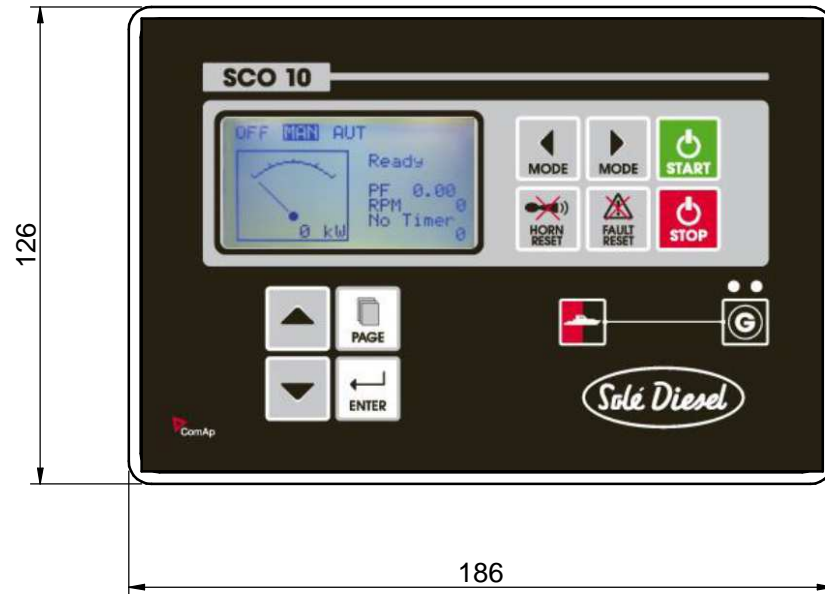 SCO 10
OFF MAN AUT
Ready
PF 0.00
RPM 0
No Timer
0
0 kW
MODE
MODE
START
HORN
RESET
FAULT
RESET
STOP
PAGE
ENTER
G
Solé Diesel
ComAp
126
186